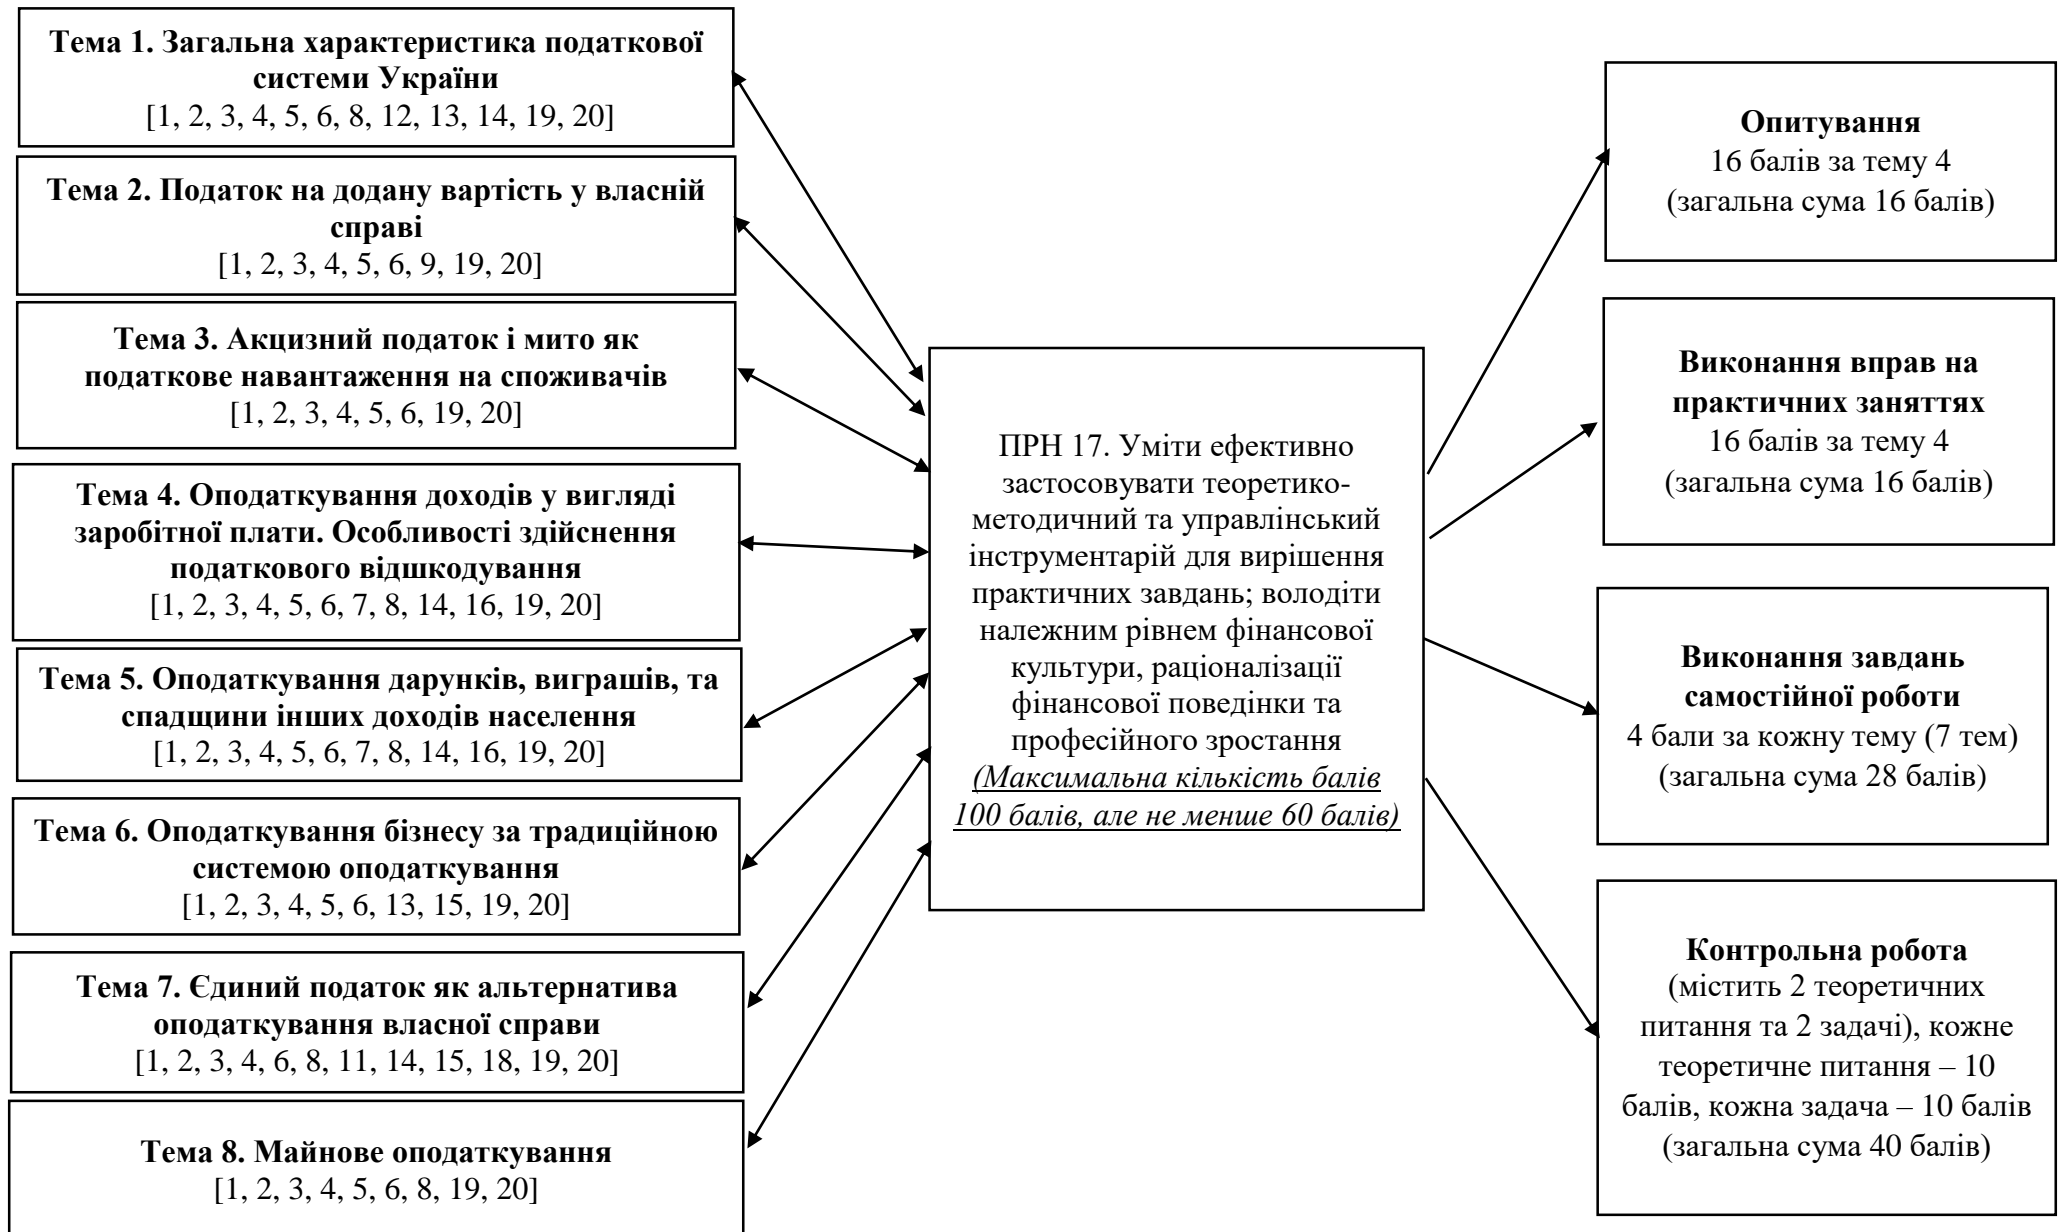 Тема 1. Загальна характеристика податкової
системи України
[1, 2, 3, 4, 5, 6, 8, 12, 13, 14, 19, 20]
Тема 2. Податок на додану вартість у власній
справі
[1, 2, 3, 4, 5, 6, 9, 19, 20]
Тема 3. Акцизний податок і мито як
податкове навантаження на споживачів
[1, 2, 3, 4, 5, 6, 19, 20]
Тема 4. Оподаткування доходів у вигляді
заробітної плати. Особливості здійснення
податкового відшкодування
[1, 2, 3, 4, 5, 6, 7, 8, 14, 16, 19, 20]
Тема 5. Оподаткування дарунків, виграшів, та
спадщини інших доходів населення
[1, 2, 3, 4, 5, 6, 7, 8, 14, 16, 19, 20]
Тема 6. Оподаткування бізнесу за традиційною
системою оподаткування
[1, 2, 3, 4, 5, 6, 13, 15, 19, 20]
Тема 7. Єдиний податок як альтернатива
оподаткування власної справи
[1, 2, 3, 4, 6, 8, 11, 14, 15, 18, 19, 20]
Тема 8. Майнове оподаткування
[1, 2, 3, 4, 5, 6, 8, 19, 20]
ПРН 17. Уміти ефективно
застосовувати теоретико-
методичний та управлінський
інструментарій для вирішення
практичних завдань; володіти
належним рівнем фінансової
культури, раціоналізації
фінансової поведінки та
професійного зростання
(Максимальна кількість балів
100 балів, але не менше 60 балів)
Опитування
16 балів за тему 4
(загальна сума 16 балів)
Виконання вправ на
практичних заняттях
16 балів за тему 4
(загальна сума 16 балів)
Виконання завдань
самостійної роботи
4 бали за кожну тему (7 тем)
(загальна сума 28 балів)
Контрольна робота
(містить 2 теоретичних
питання та 2 задачі), кожне
теоретичне питання – 10
балів, кожна задача – 10 балів
(загальна сума 40 балів)